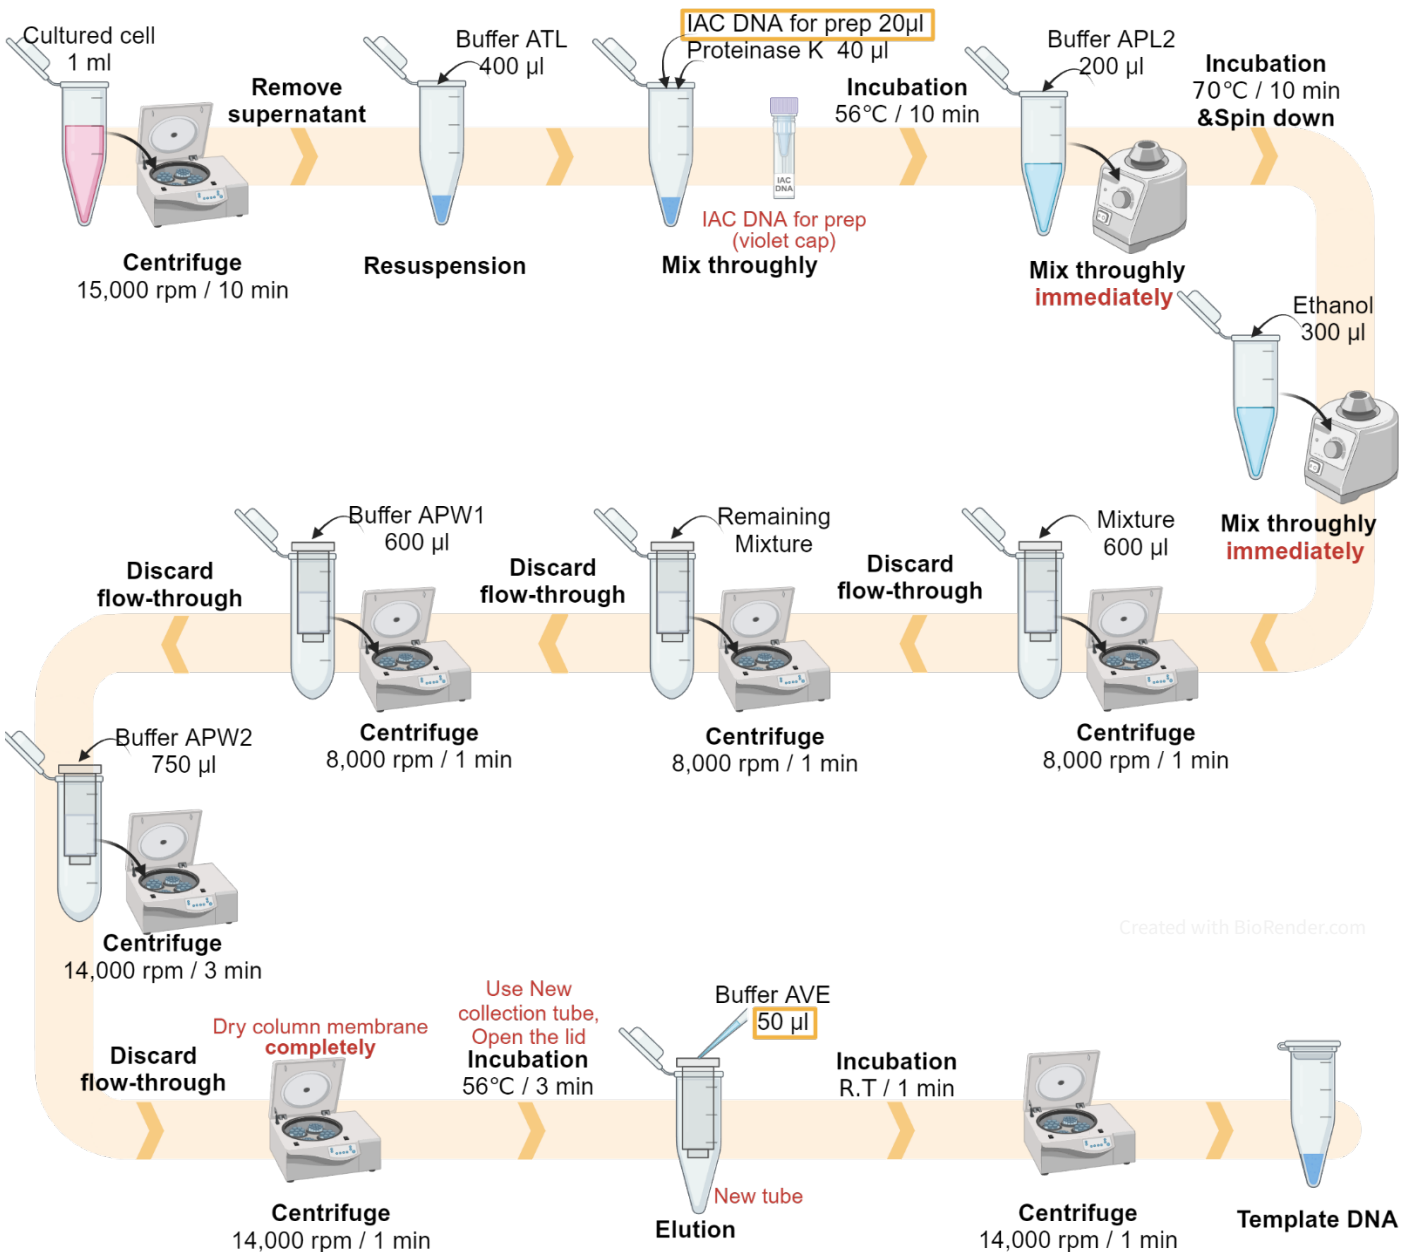 Cultured cell
1 ml
Centrifuge
15,000 rpm / 10 min
Remove
supernatant
Buffer ATL
400 µl
Resuspension
IAC DNA for prep 20µl
Proteinase K  40 µl
IAC
DNA
IAC DNA for prep
(violet cap)
Mix throughly
Incubation
56℃ / 10 min
Buffer APL2
200 µl
Mix throughly
immediately
Incubation
70℃ / 10 min
&Spin down
Ethanol
300 µl
Mix throughly
immediately
Mixture
600 µl
Centrifuge
8,000 rpm / 1 min
Discard
flow-through
Remaining
Mixture
Centrifuge
8,000 rpm / 1 min
Discard
flow-through
Buffer APW1
600 µl
Centrifuge
8,000 rpm / 1 min
Discard
flow-through
Buffer APW2
750 µl
Centrifuge
14,000 rpm / 3 min
Created with BioRender.com
Discard
flow-through
Dry column membrane
completely
Centrifuge
14,000 rpm / 1 min
Use New
collection tube,
Open the lid
Incubation
56℃ / 3 min
Buffer AVE
50 µl
New tube
Elution
Incubation
R.T / 1 min
Centrifuge
14,000 rpm / 1 min
Template DNA